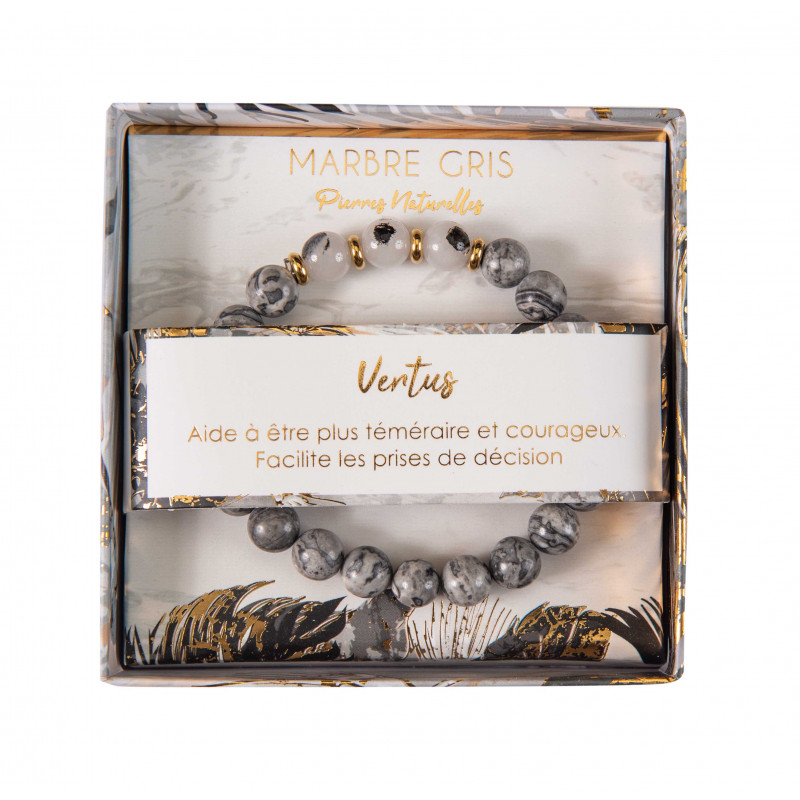 MARBRE GRIS
Pierres Naturelles
Vertus
Aide à être plus téméraire et courageux
Facilite les prises de décision